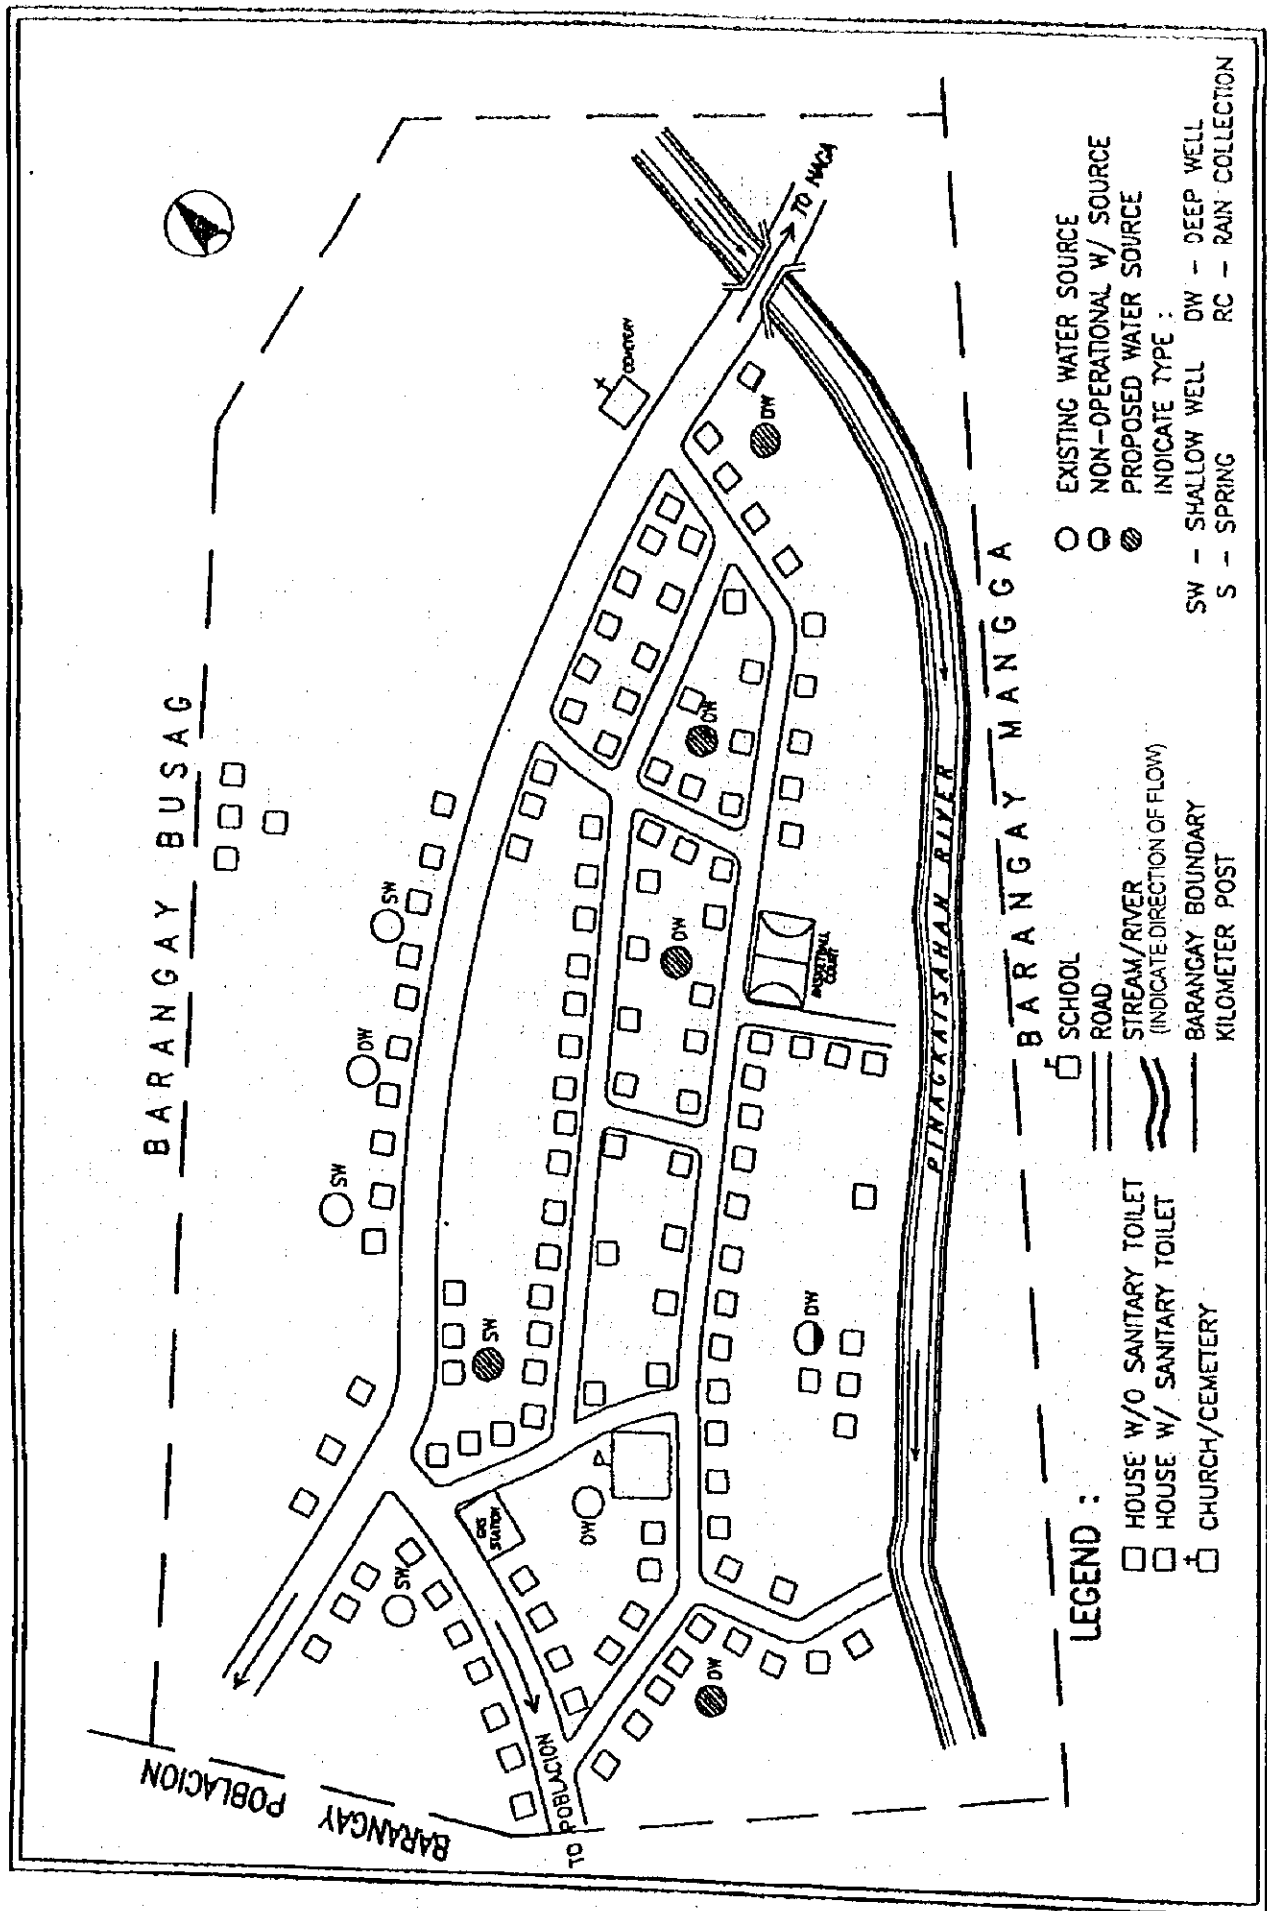 BARANGAY BUSAG
BARANGAY POBLACION
BARANGAY MANGGA
PINAGKAISAHAN RIVER
TO POBLACION
TO NAGA
CEMETERY
GAS
STATION
BASKETBALL
COURT
SW
DW
SW
SW
SW
DW
DW
DW
DW
DW
DW
DW
LEGEND :
HOUSE W/O SANITARY TOILET
HOUSE W/ SANITARY TOILET
CHURCH/CEMETERY
SCHOOL
ROAD
STREAM/RIVER
(INDICATE DIRECTION OF FLOW)
BARANGAY BOUNDARY
KILOMETER POST
EXISTING WATER SOURCE
NON-OPERATIONAL W/ SOURCE
PROPOSED WATER SOURCE
INDICATE TYPE :
SW - SHALLOW WELL DW - DEEP WELL
S - SPRING RC - RAIN COLLECTION